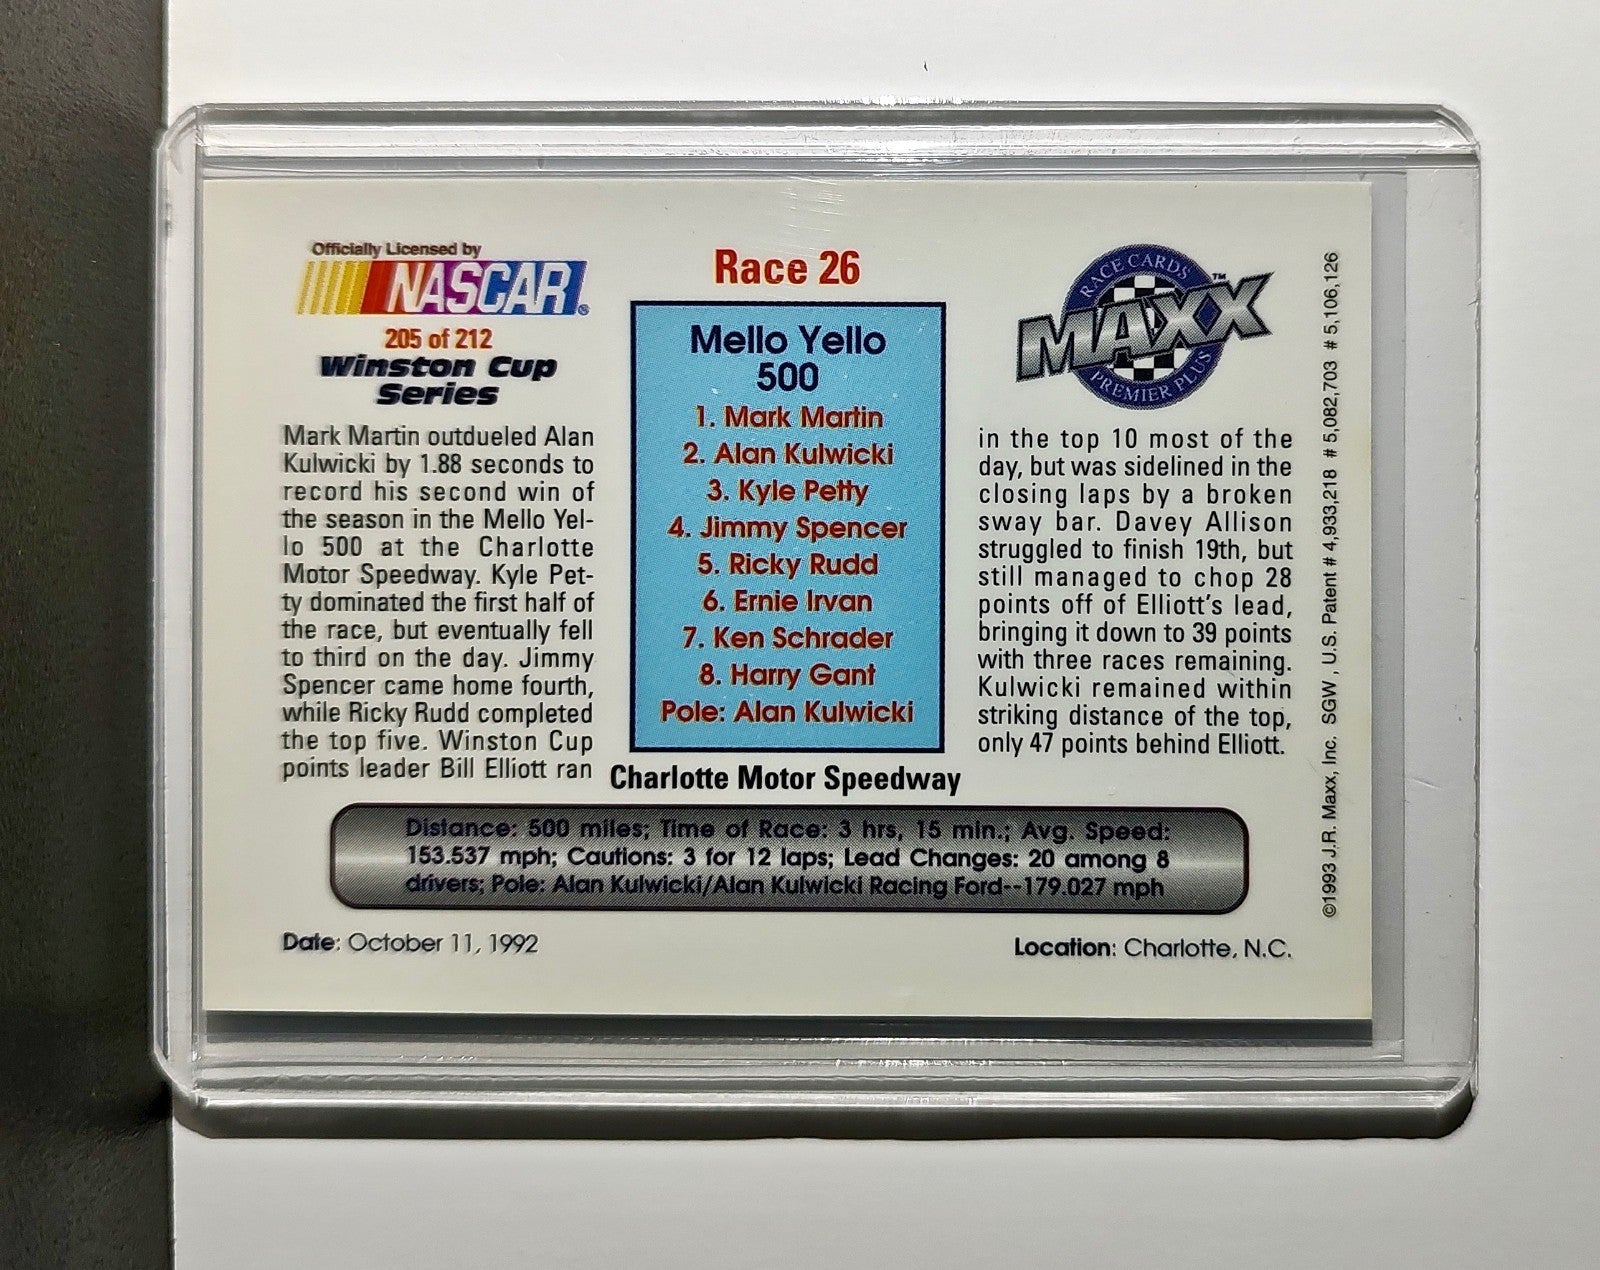 Officially Licensed by
NASCAR®
205 of 212
Winston Cup
Series
Mark Martin outdueled Alan
Kulwicki by 1.88 seconds to
record his second win of
the season in the Mello Yel-
lo 500 at the Charlotte
Motor Speedway. Kyle Pet-
ty dominated the first half of
the race, but eventually fell
to third on the day. Jimmy
Spencer came home fourth,
while Ricky Rudd completed
the top five. Winston Cup
points leader Bill Elliott ran
Race 26
Mello Yello
500
1. Mark Martin
2. Alan Kulwicki
3. Kyle Petty
4. Jimmy Spencer
5. Ricky Rudd
6. Ernie Irvan
7. Ken Schrader
8. Harry Gant
Pole: Alan Kulwicki
Charlotte Motor Speedway
RACE CARDS
MAXX™
PREMIER PLUS
in the top 10 most of the
day, but was sidelined in the
closing laps by a broken
sway bar. Davey Allison
struggled to finish 19th, but
still managed to chop 28
points off of Elliott's lead,
bringing it down to 39 points
with three races remaining.
Kulwicki remained within
striking distance of the top,
only 47 points behind Elliott.
Distance: 500 miles; Time of Race: 3 hrs, 15 min.; Avg. Speed:
153.537 mph; Cautions: 3 for 12 laps; Lead Changes: 20 among 8
drivers; Pole: Alan Kulwicki/Alan Kulwicki Racing Ford--179.027 mph
Date: October 11, 1992
Location: Charlotte, N.C.
©1993 J.R. Maxx, Inc. SGW , U.S. Patent # 4,933,218 # 5,082,703 # 5,106,126